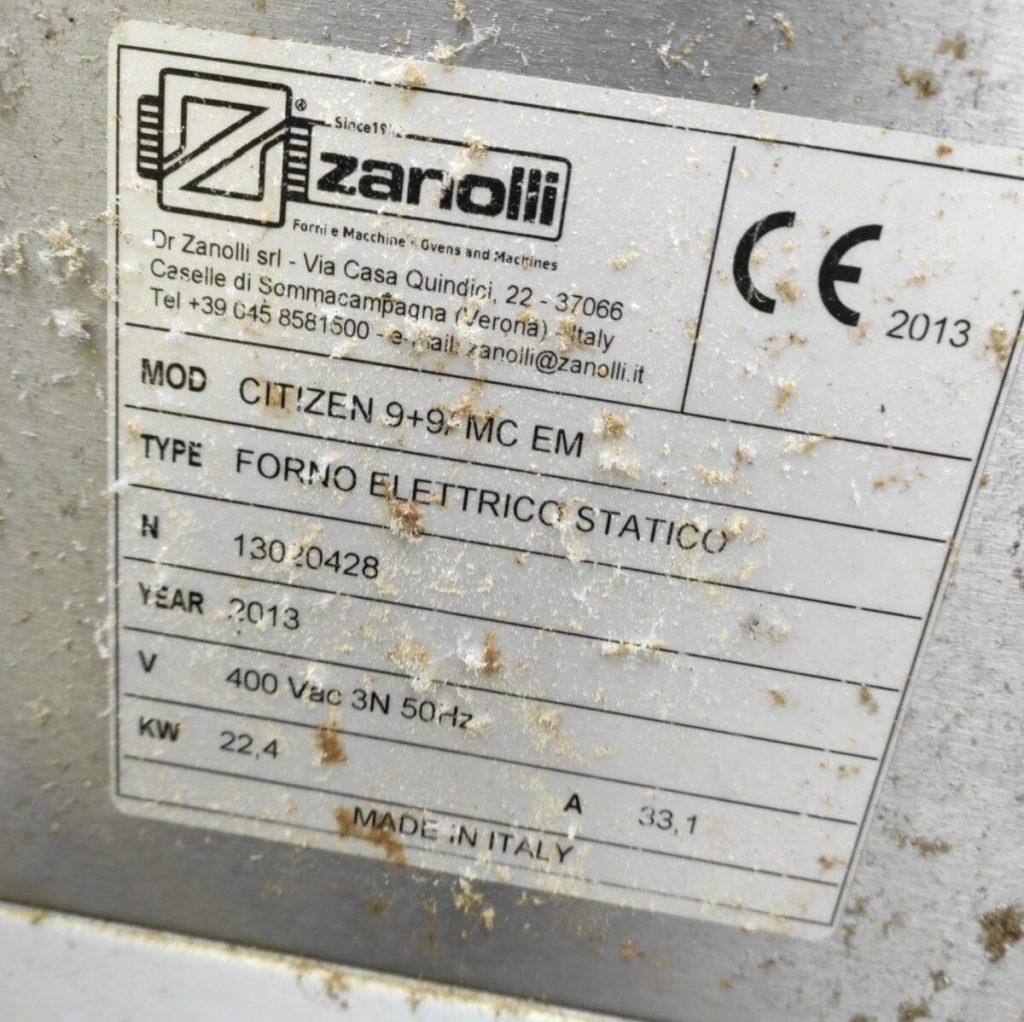 zanolli
Forni e Macchine - Ovens and Machines
Dr Zanolli srl - Via Casa Quindici, 22 - 37066
Caselle di Sommacampagna (Verona) - Italy
Tel +39 045 8581500 - e-mail: zanolli@zanolli.it
CE 2013
MOD CITIZEN 9+9/MC EM
TYPE FORNO ELETTRICO STATICO
N 13020428
YEAR 2013
V 400 Vac 3N 50Hz
KW 22,4
A 33,1
MADE IN ITALY